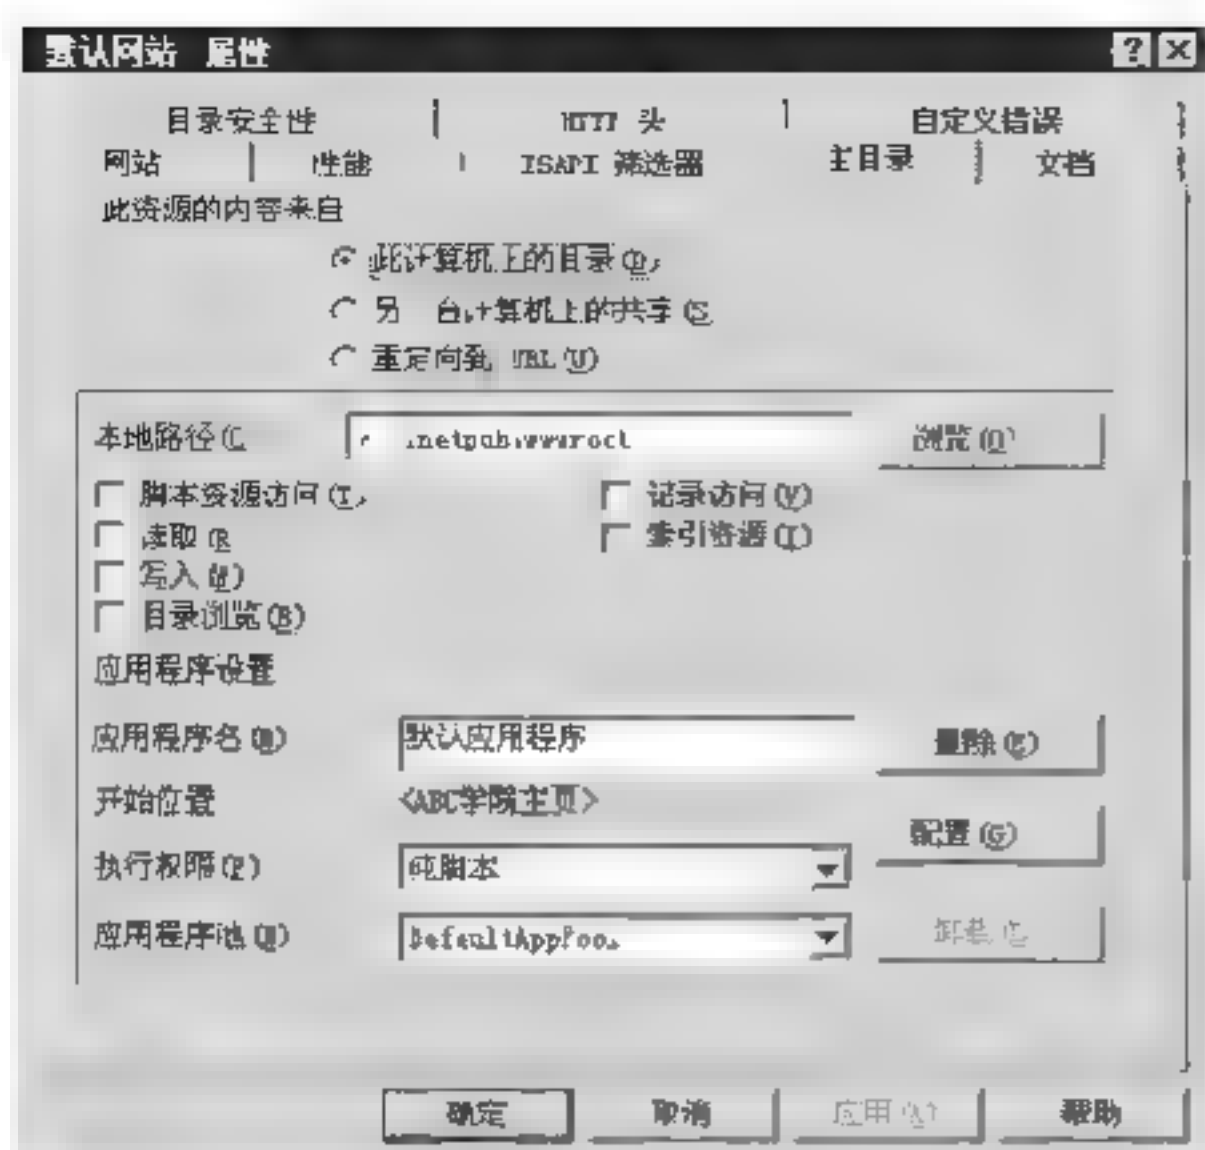 默认网站 属性
目录安全性 HTTP 头 自定义错误
网站 性能 ISAPI 筛选器 主目录 文档
此资源的内容来自
此计算机上的目录(D)
另 台计算机上的共享(S
重定向到 URL(U)
本地路径(L netpub\wwwroot 浏览(O)
脚本资源访问(T) 记录访问(V)
读取(R 索引资源(I)
写入(W)
目录浏览(B)
应用程序设置
应用程序名(M) 默认应用程序 删除(E)
开始位置 <ABC学院主页>
配置(G)
执行权限(P) 纯脚本
应用程序池(N) DefaultAppPool 卸载(L
确定 取消 应用(A) 帮助